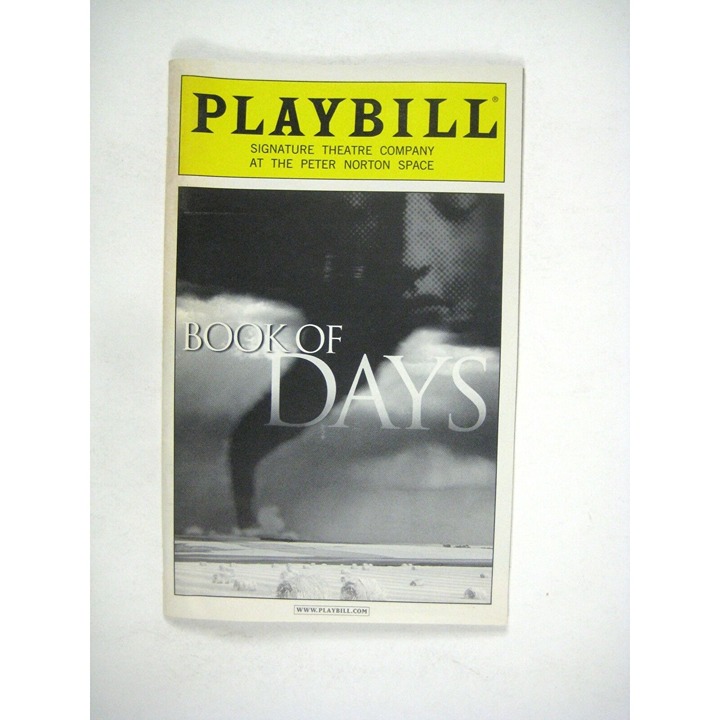 PLAYBILL®
SIGNATURE THEATRE COMPANY
AT THE PETER NORTON SPACE
BOOK OF
DAYS
WWW.PLAYBILL.COM